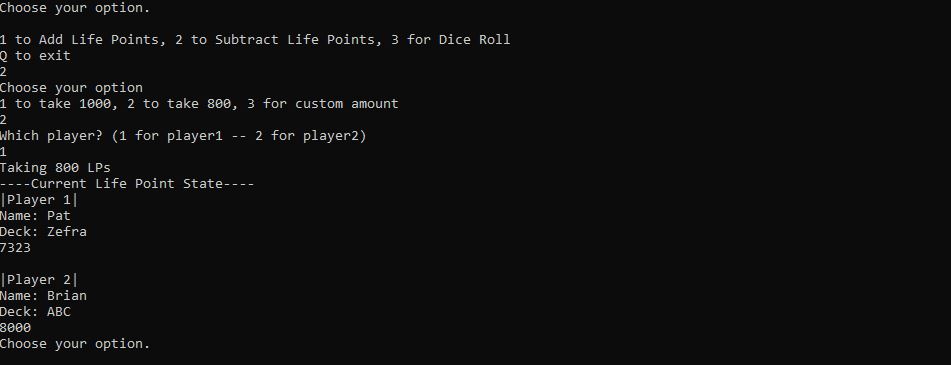 Choose your option.
1 to Add Life Points, 2 to Subtract Life Points, 3 for Dice Roll
Q to exit
2
Choose your option
1 to take 1000, 2 to take 800, 3 for custom amount
2
Which player? (1 for player1 -- 2 for player2)
1
Taking 800 LPs
----Current Life Point State----
|Player 1|
Name: Pat
Deck: Zefra
7323
|Player 2|
Name: Brian
Deck: ABC
8000
Choose your option.